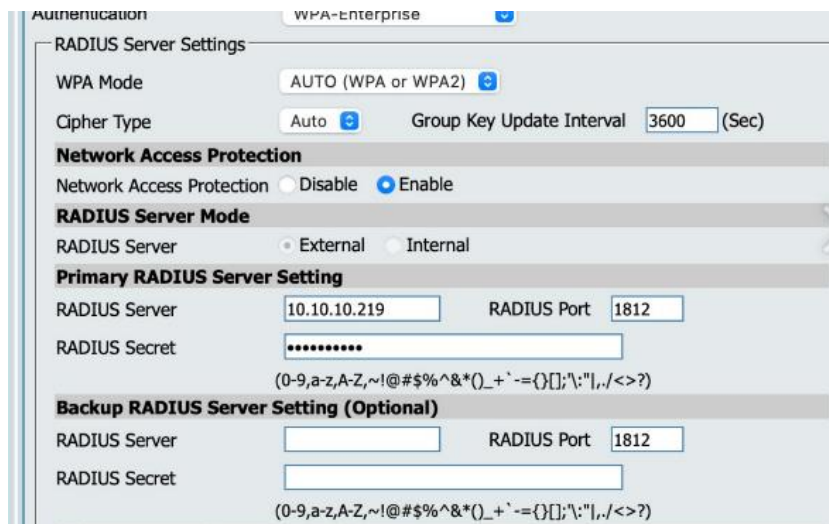 Authentication WPA-Enterprise
RADIUS Server Settings
WPA Mode AUTO (WPA or WPA2)
Cipher Type Auto Group Key Update Interval 3600 (Sec)
Network Access Protection
Network Access Protection Disable Enable
RADIUS Server Mode
RADIUS Server External Internal
Primary RADIUS Server Setting
RADIUS Server 10.10.10.219 RADIUS Port 1812
RADIUS Secret ••••••••••
(0-9,a-z,A-Z,~!@#$%^&*()_+`-={}[];'\:"|,./<>?)
Backup RADIUS Server Setting (Optional)
RADIUS Server RADIUS Port 1812
RADIUS Secret
(0-9,a-z,A-Z,~!@#$%^&*()_+`-={}[];'\:"|,./<>?)